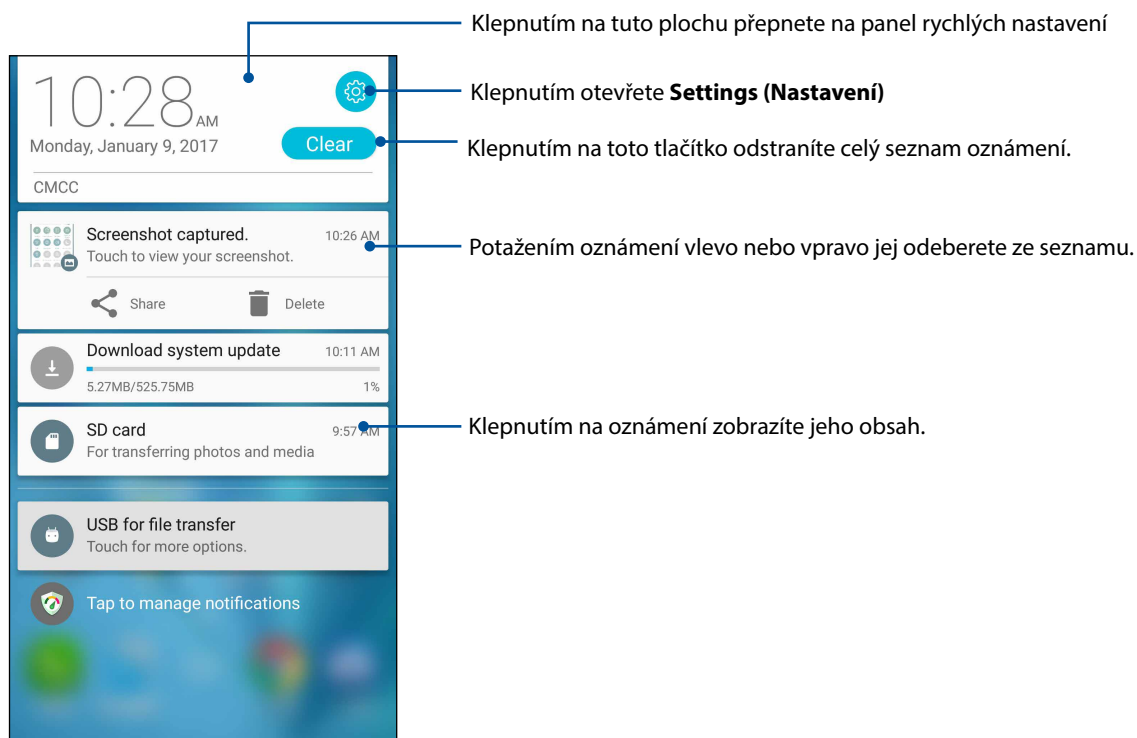 Klepnutím na tuto plochu přepnete na panel rychlých nastavení
10:28 AM
Klepnutím otevřete Settings (Nastavení)
Monday, January 9, 2017
Clear
Klepnutím na toto tlačítko odstraníte celý seznam oznámení.
CMCC
Screenshot captured.
10:26 AM
Touch to view your screenshot.
Potažením oznámení vlevo nebo vpravo jej odeberete ze seznamu.
Share
Delete
Download system update
10:11 AM
5.27MB/525.75MB
1%
SD card
9:57 AM
Klepnutím na oznámení zobrazíte jeho obsah.
For transferring photos and media
USB for file transfer
Touch for more options.
Tap to manage notifications